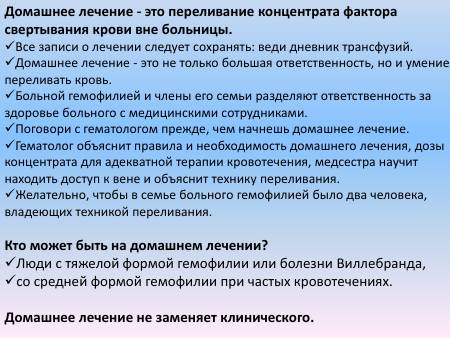 Домашнее лечение - это переливание концентрата фактора
свертывания крови вне больницы.
✓Все записи о лечении следует сохранять: веди дневник трансфузий.
✓Домашнее лечение - это не только большая ответственность, но и умение
переливать кровь.
✓Больной гемофилией и члены его семьи разделяют ответственность за
здоровье больного с медицинскими сотрудниками.
✓Поговори с гематологом прежде, чем начнешь домашнее лечение.
✓Гематолог объяснит правила и необходимость домашнего лечения, дозы
концентрата для адекватной терапии кровотечения, медсестра научит
находить доступ к вене и объяснит технику переливания.
✓Желательно, чтобы в семье больного гемофилией было два человека,
владеющих техникой переливания.
Кто может быть на домашнем лечении?
✓Люди с тяжелой формой гемофилии или болезни Виллебранда,
✓со средней формой гемофилии при частых кровотечениях.
Домашнее лечение не заменяет клинического.